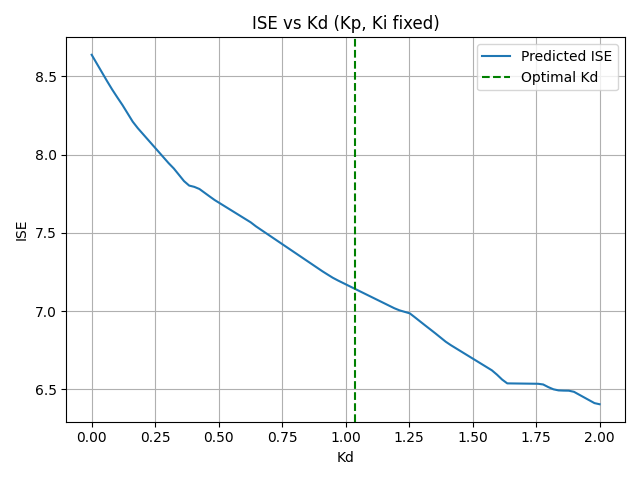 ISE vs Kd (Kp, Ki fixed)
Predicted ISE
Optimal Kd
8.5
8.0
7.5
7.0
6.5
ISE
0.00 0.25 0.50 0.75 1.00 1.25 1.50 1.75 2.00
Kd